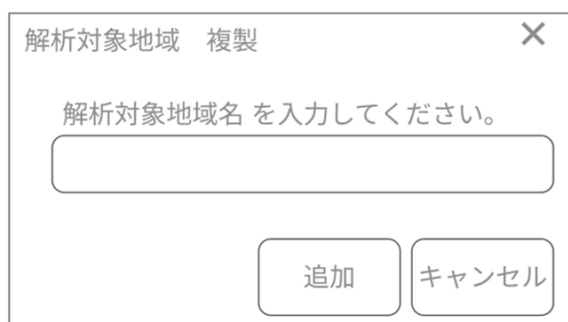 解析対象地域　複製
解析対象地域名 を入力してください。
追加
キャンセル